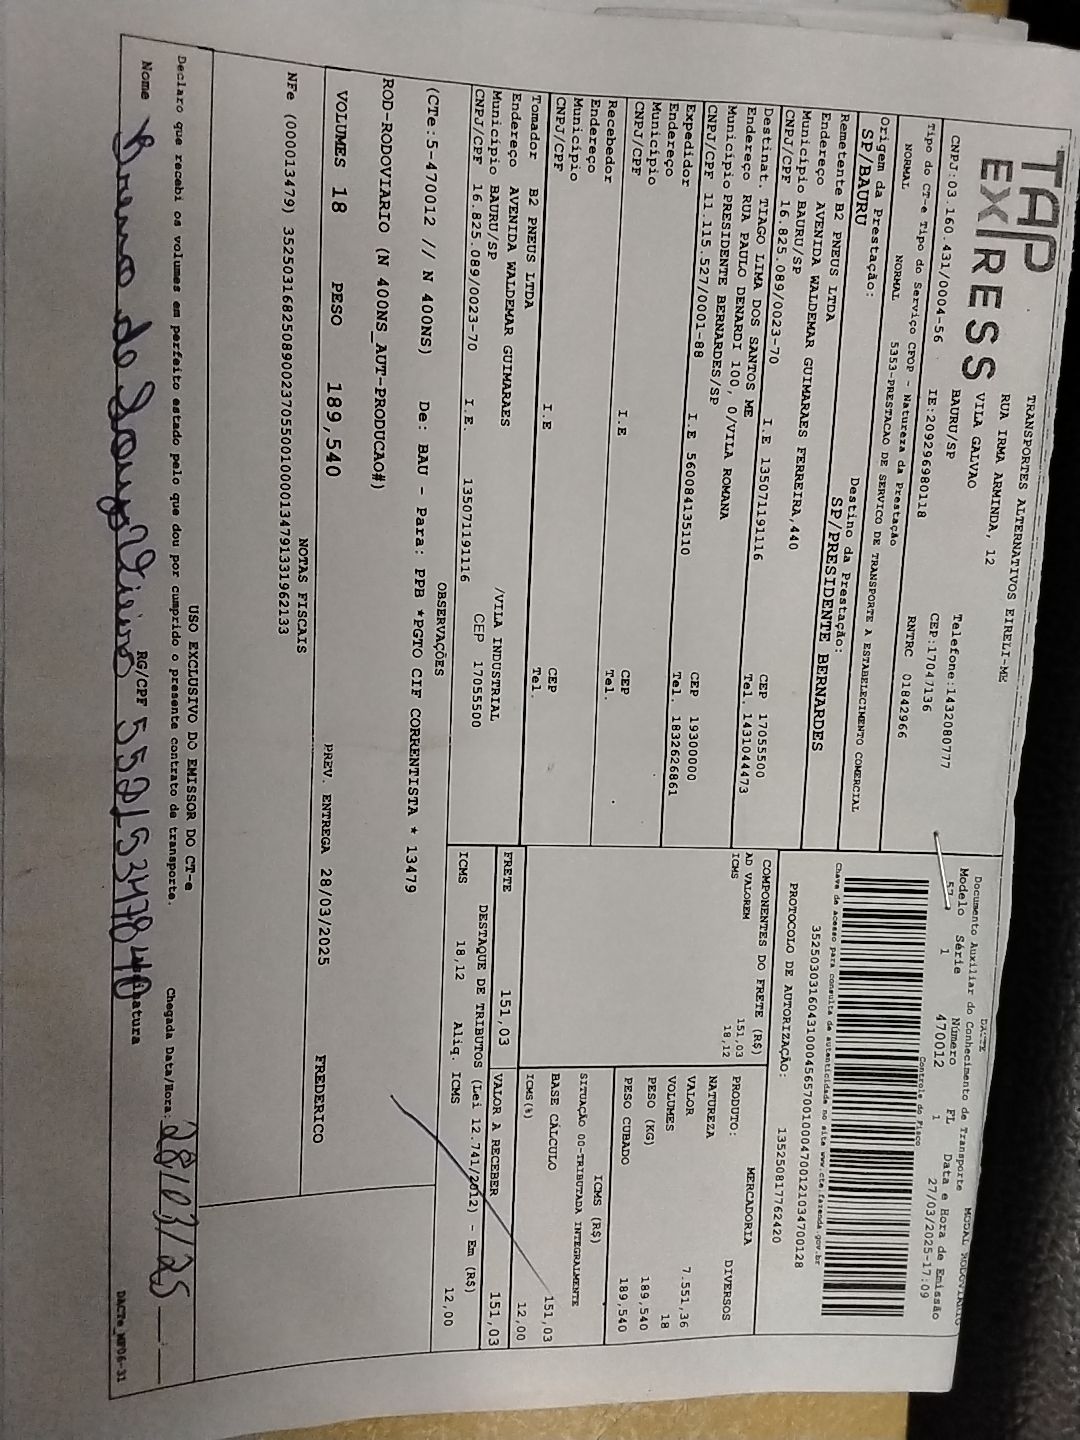 TAP
EXPRESS
TRANSPORTES ALTERNATIVOS EIRELI-ME
RUA IRMA ARMINDA, 12
VILA GALVAO
BAURU/SP
Telefone:1432080777
CEP:17047136
CNPJ:03.160.431/0004-56 IE:209296980118 RNTRC 01842966
Tipo do CT-e Tipo do Serviço CFOP - Natureza da Prestação
NORMAL NORMAL 5353-PRESTACAO DE SERVICO DE TRANSPORTE A ESTABELECIMENTO COMERCIAL
Origem da Prestação: Destino da Prestação:
SP/BAURU SP/PRESIDENTE BERNARDES
Remetente B2 PNEUS LTDA
Endereço AVENIDA WALDEMAR GUIMARAES FERREIRA,440
Município BAURU/SP CEP 17055500
CNPJ/CPF 16.825.089/0023-70 I.E 135071191116 Tel. 1431044473
Destinat. TIAGO LIMA DOS SANTOS ME
Endereço RUA PAULO DENARDI 100, 0/VILA ROMANA
Município PRESIDENTE BERNARDES/SP CEP 19300000
CNPJ/CPF 11.115.527/0001-88 I.E 560084135110 Tel. 1832626861
Expedidor
Endereço
Município CEP
CNPJ/CPF I.E Tel.
Recebedor
Endereço
Município CEP
CNPJ/CPF I.E Tel.
Tomador B2 PNEUS LTDA
Endereço AVENIDA WALDEMAR GUIMARAES /VILA INDUSTRIAL
Município BAURU/SP CEP 17055500
CNPJ/CPF 16.825.089/0023-70 I.E. 135071191116
DACTE MODAL RODOVIARIO
Documento Auxiliar do Conhecimento de Transporte
Modelo Série Número FL Data e Hora de Emissão
57 1 470012 1 27/03/2025-17:09
Controle do Fisco
Chave de acesso para consulta de autenticidade no site www.cte.fazenda.gov.br
35250303160431000456570010004700121034700128
PROTOCOLO DE AUTORIZAÇÃO: 135250817762420
COMPONENTES DO FRETE (R$)
AD VALOREM 151,03
ICMS 18,12
FRETE 151,03
PRODUTO: MERCADORIA
NATUREZA DIVERSOS
VALOR 7.551,36
VOLUMES 18
PESO (KG) 189,540
PESO CUBADO 189,540
ICMS (R$)
SITUAÇÃO 00-TRIBUTADA INTEGRALMENTE
BASE CÁLCULO 151,03
ICMS(%) 12,00
VALOR A RECEBER 151,03
DESTAQUE DE TRIBUTOS (Lei 12.741/2012) - Em (R$)
ICMS 18,12 Aliq. ICMS 12,00
OBSERVAÇÕES
(CTe:5-470012 // N 400NS) De: BAU - Para: PPB *PGTO CIF CORRENTISTA * 13479
ROD-RODOVIARIO (N 400NS_AUT-PRODUCAO#)
VOLUMES 18 PESO 189,540 PREV. ENTREGA 28/03/2025 FREDERICO
NOTAS FISCAIS
NFe (000013479) 35250316825089002370550010000134791331962133
USO EXCLUSIVO DO EMISSOR DO CT-e
Declaro que recebi os volumes em perfeito estado pelo que dou por cumprido o presente contrato de transporte. Chegada Data/Hora: 28/03/25
Nome Breno de Souza Vieira RG/CPF 55215347840
DACTe_MP06-31